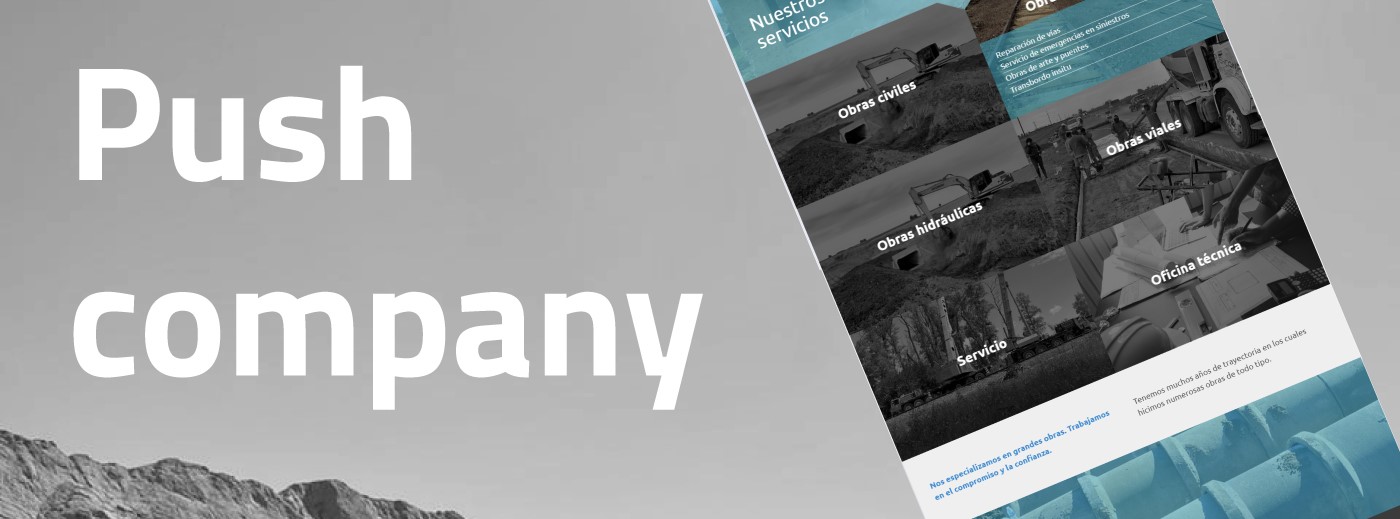 Push
company
Nuestros
servicios
Obras civiles
Reparación de vías
Servicio de emergencias en siniestros
Obras de arte y puentes
Transbordo insitu
Obras viales
Obras hidráulicas
Oficina técnica
Servicio
Nos especializamos en grandes obras. Trabajamos
en el compromiso y la confianza.
Tenemos muchos años de trayectoria en los cuales
hicimos numerosas obras de todo tipo.